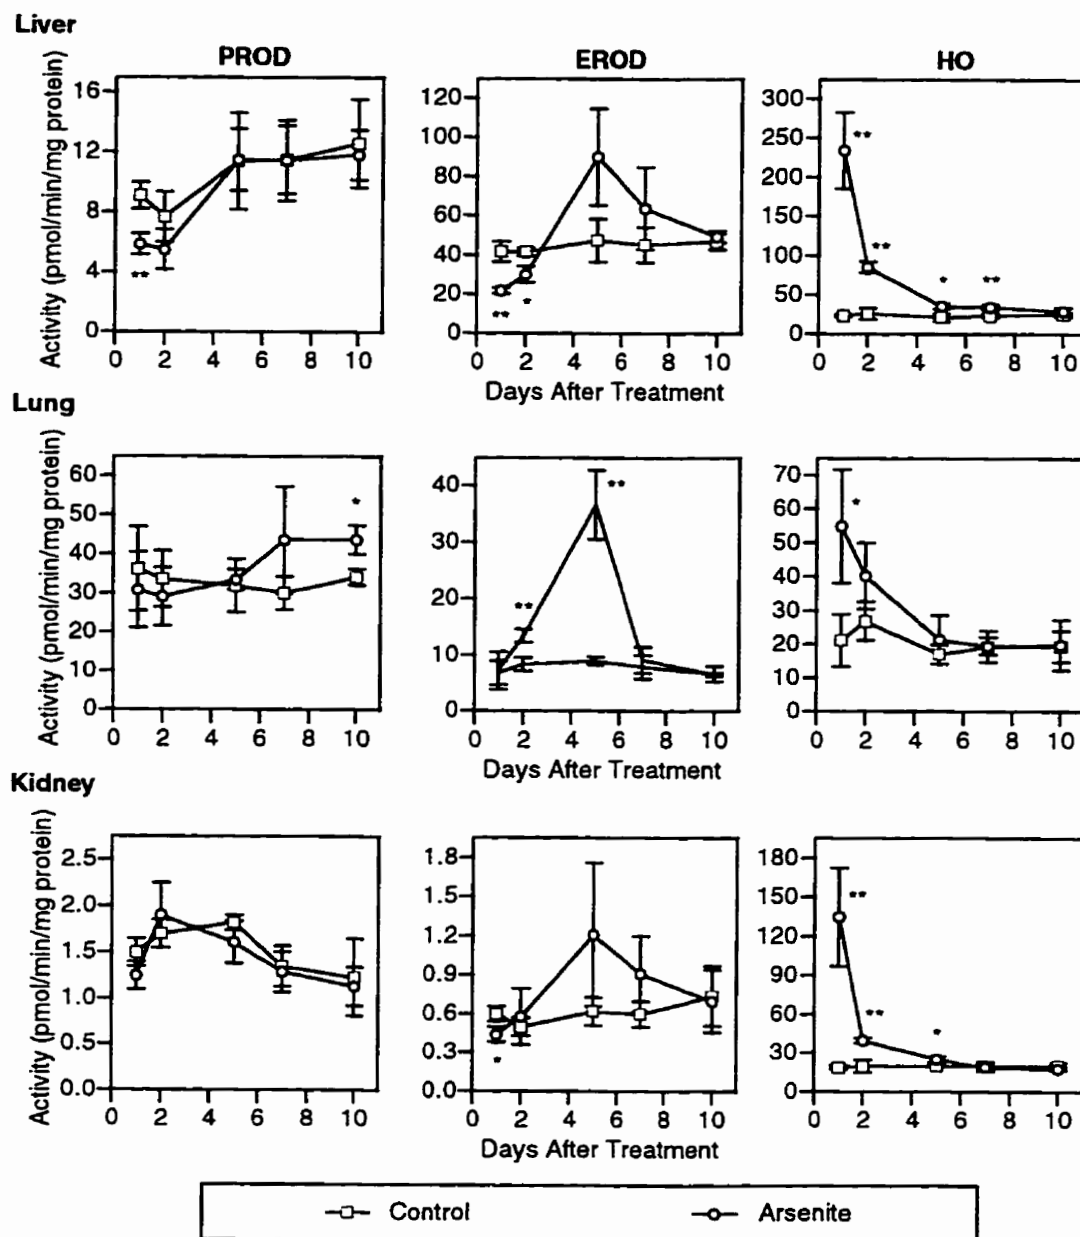 Liver
PROD EROD HO
Activity (pmol/min/mg protein)
16
12
8
4
0
**
0 2 4 6 8 10
120
100
80
60
40
20
0
** *
0 2 4 6 8 10
Days After Treatment
300
250
200
150
100
50
0
** ** * **
0 2 4 6 8 10
Lung
Activity (pmol/min/mg protein)
60
50
40
30
20
10
0
*
0 2 4 6 8 10
40
30
20
10
0
** **
0 2 4 6 8 10
Days After Treatment
70
60
50
40
30
20
10
0
*
0 2 4 6 8 10
Kidney
Activity (pmol/min/mg protein)
2.5
2.0
1.5
1.0
0.5
0.0
0 2 4 6 8 10
1.8
1.5
1.2
0.9
0.6
0.3
0.0
*
0 2 4 6 8 10
Days After Treatment
180
150
120
90
60
30
0
** ** *
0 2 4 6 8 10
Control Arsenite